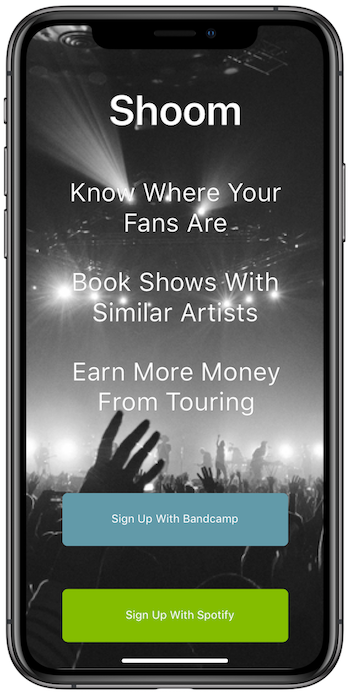 Shoom
Know Where Your
Fans Are
Book Shows With
Similar Artists
Earn More Money
From Touring
Sign Up With Bandcamp
Sign Up With Spotify